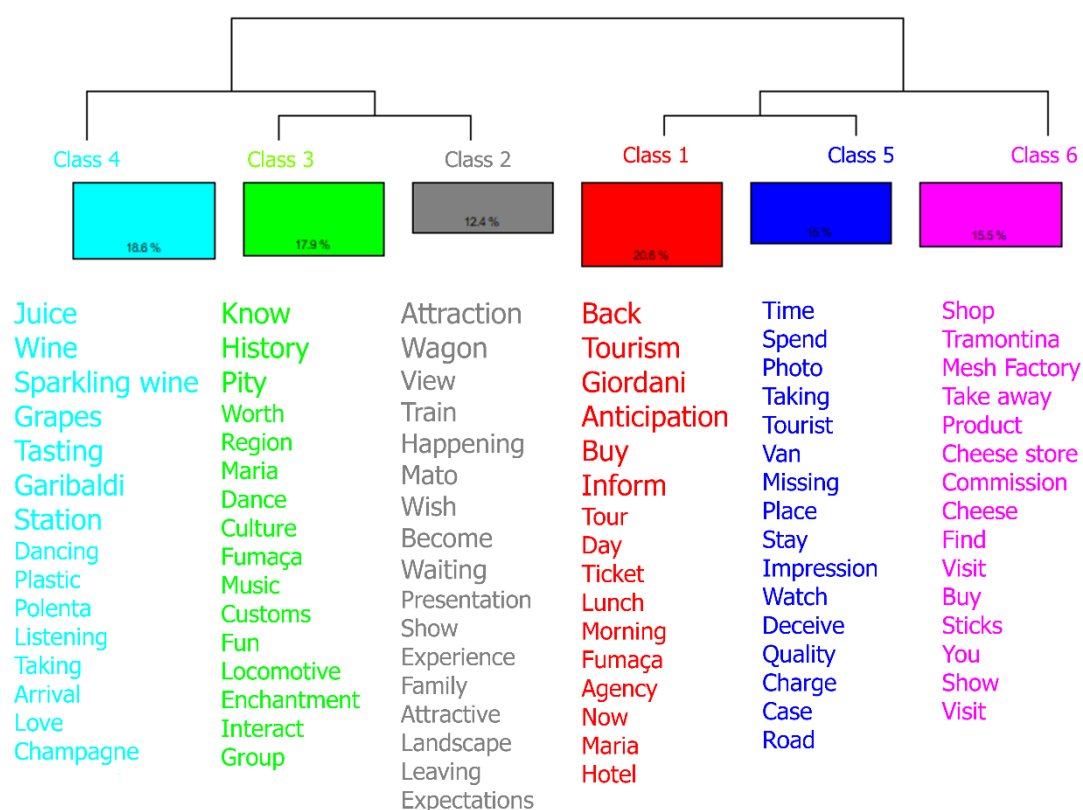 Class 4
Class 3
Class 2
Class 1
Class 5
Class 6
18.6 %
17.9 %
12.4 %
20.6 %
15 %
15.5 %
Juice
Wine
Sparkling wine
Grapes
Tasting
Garibaldi
Station
Dancing
Plastic
Polenta
Listening
Taking
Arrival
Love
Champagne
Know
History
Pity
Worth
Region
Maria
Dance
Culture
Fumaça
Music
Customs
Fun
Locomotive
Enchantment
Interact
Group
Attraction
Wagon
View
Train
Happening
Mato
Wish
Become
Waiting
Presentation
Show
Experience
Family
Attractive
Landscape
Leaving
Expectations
Back
Tourism
Giordani
Anticipation
Buy
Inform
Tour
Day
Ticket
Lunch
Morning
Fumaça
Agency
Now
Maria
Hotel
Time
Spend
Photo
Taking
Tourist
Van
Missing
Place
Stay
Impression
Watch
Deceive
Quality
Charge
Case
Road
Shop
Tramontina
Mesh Factory
Take away
Product
Cheese store
Commission
Cheese
Find
Visit
Buy
Sticks
You
Show
Visit